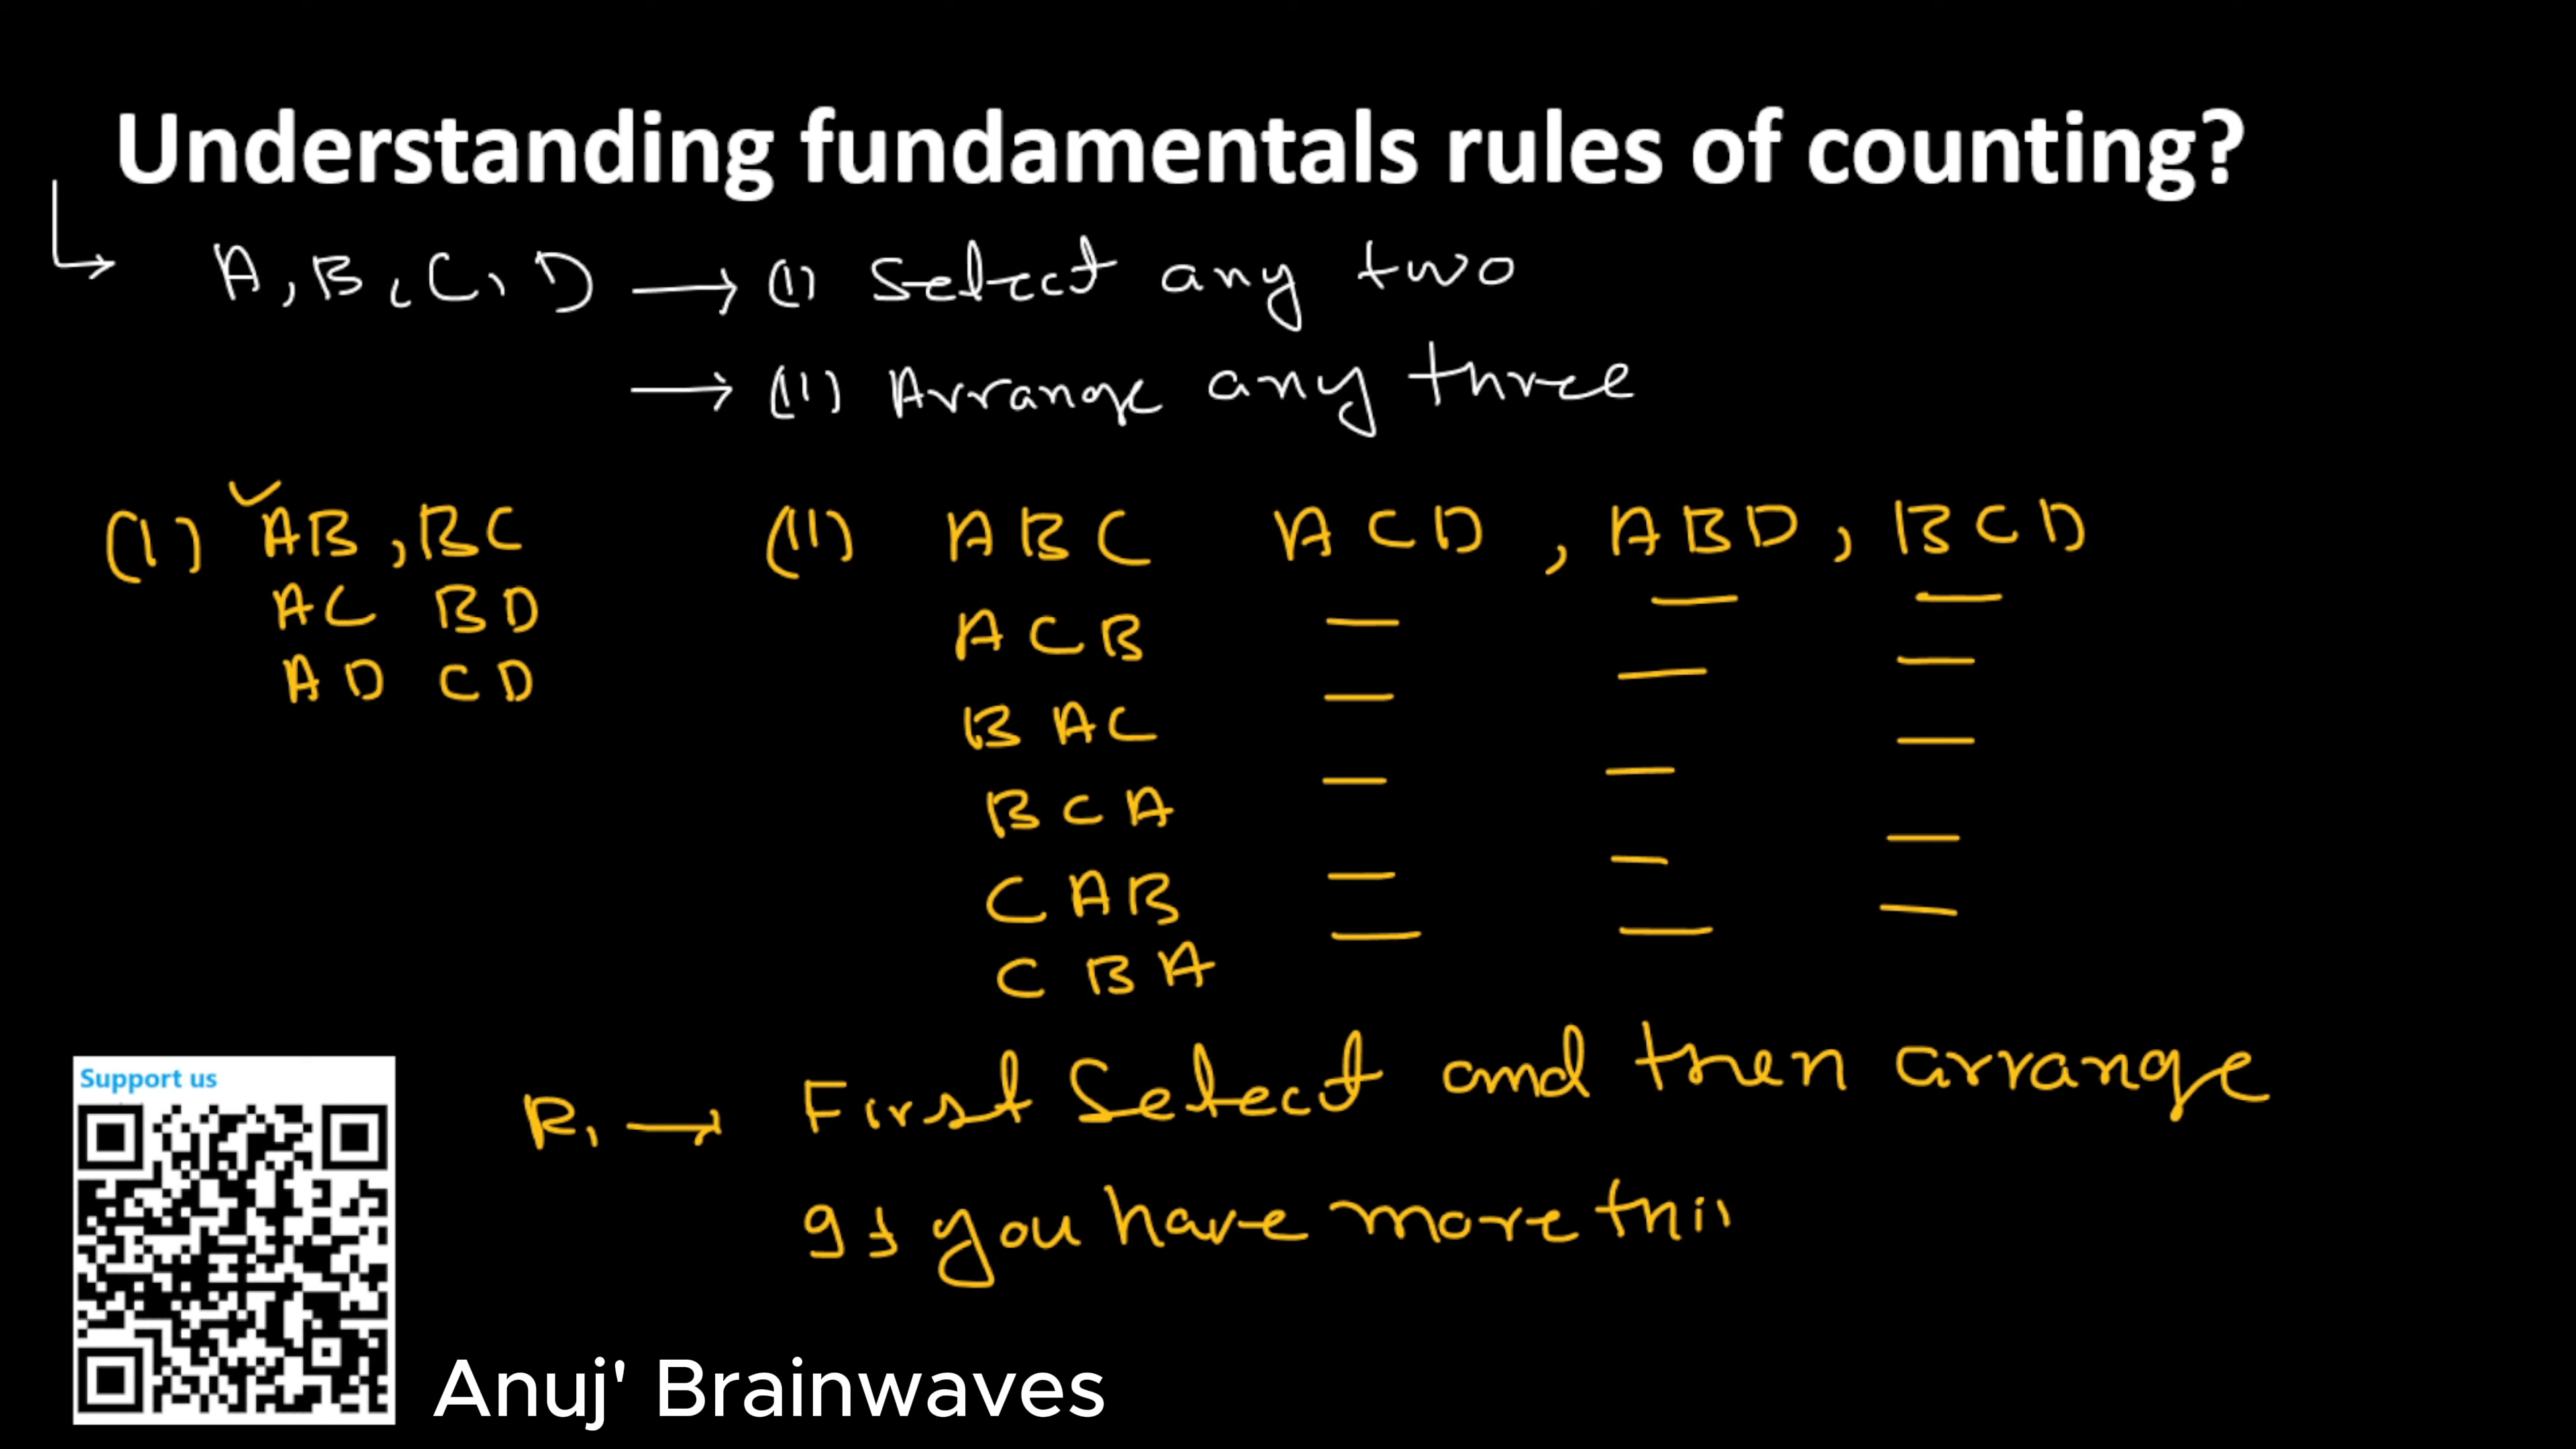 Understanding fundamentals rules of counting?
A, B, C, D → (I) Select any two
→ (II) Arrange any three
(I) AB, BC
AC BD
AD CD
(II) ABC ACD, ABD, BCD
ACB
BAC
BCA
CAB
CBA
R₁ → First Select and then arrange
If you have more thin
Support us
Anuj' Brainwaves